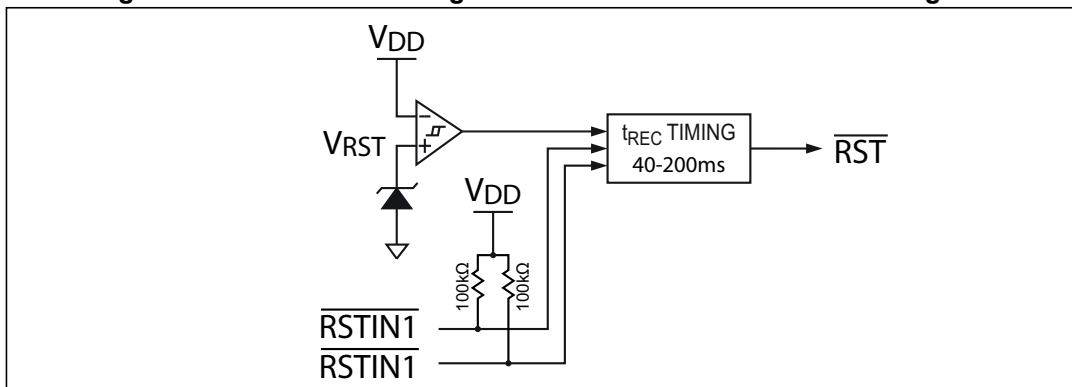 VDD
−
VRST
+
tREC TIMING
40-200ms
RST
VDD
100kΩ
100kΩ
RSTIN1
RSTIN1